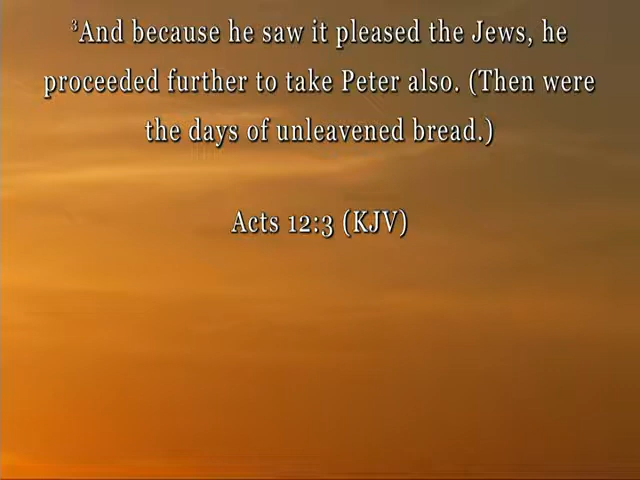 ³And because he saw it pleased the Jews, he
proceeded further to take Peter also. (Then were
the days of unleavened bread.)
Acts 12:3 (KJV)